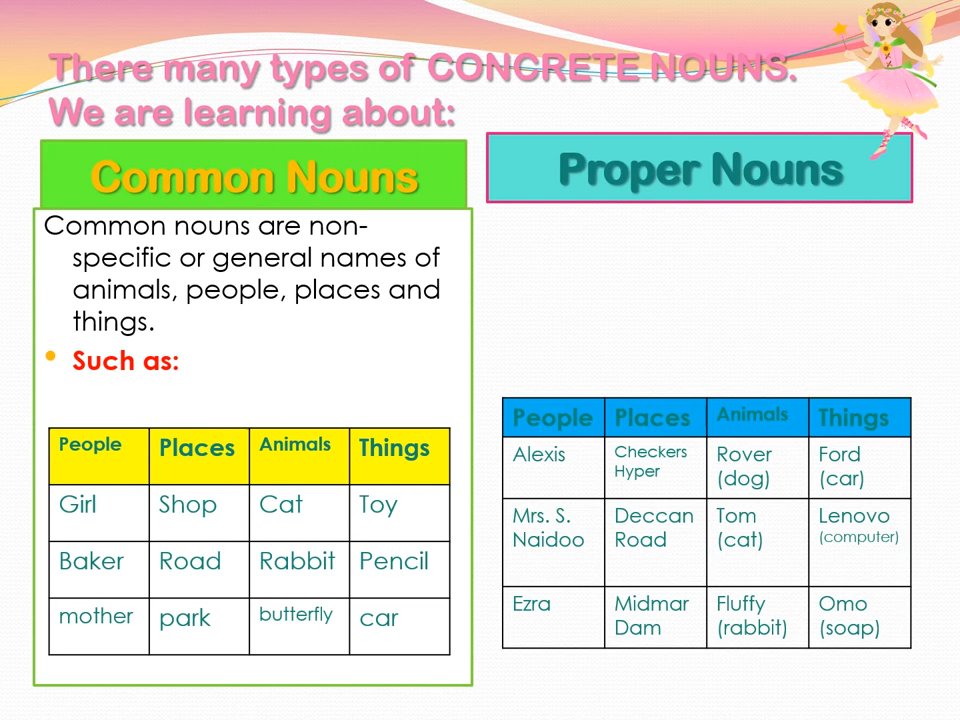 There many types of CONCRETE NOUNS.
We are learning about:
Common Nouns
Common nouns are non-
specific or general names of
animals, people, places and
things.
• Such as:
People Places Animals Things
Girl Shop Cat Toy
Baker Road Rabbit Pencil
mother park butterfly car
Proper Nouns
People Places Animals Things
Alexis Checkers Rover Ford
Hyper (dog) (car)
Mrs. S. Deccan Tom Lenovo
Naidoo Road (cat) (computer)
Ezra Midmar Fluffy Omo
Dam (rabbit) (soap)